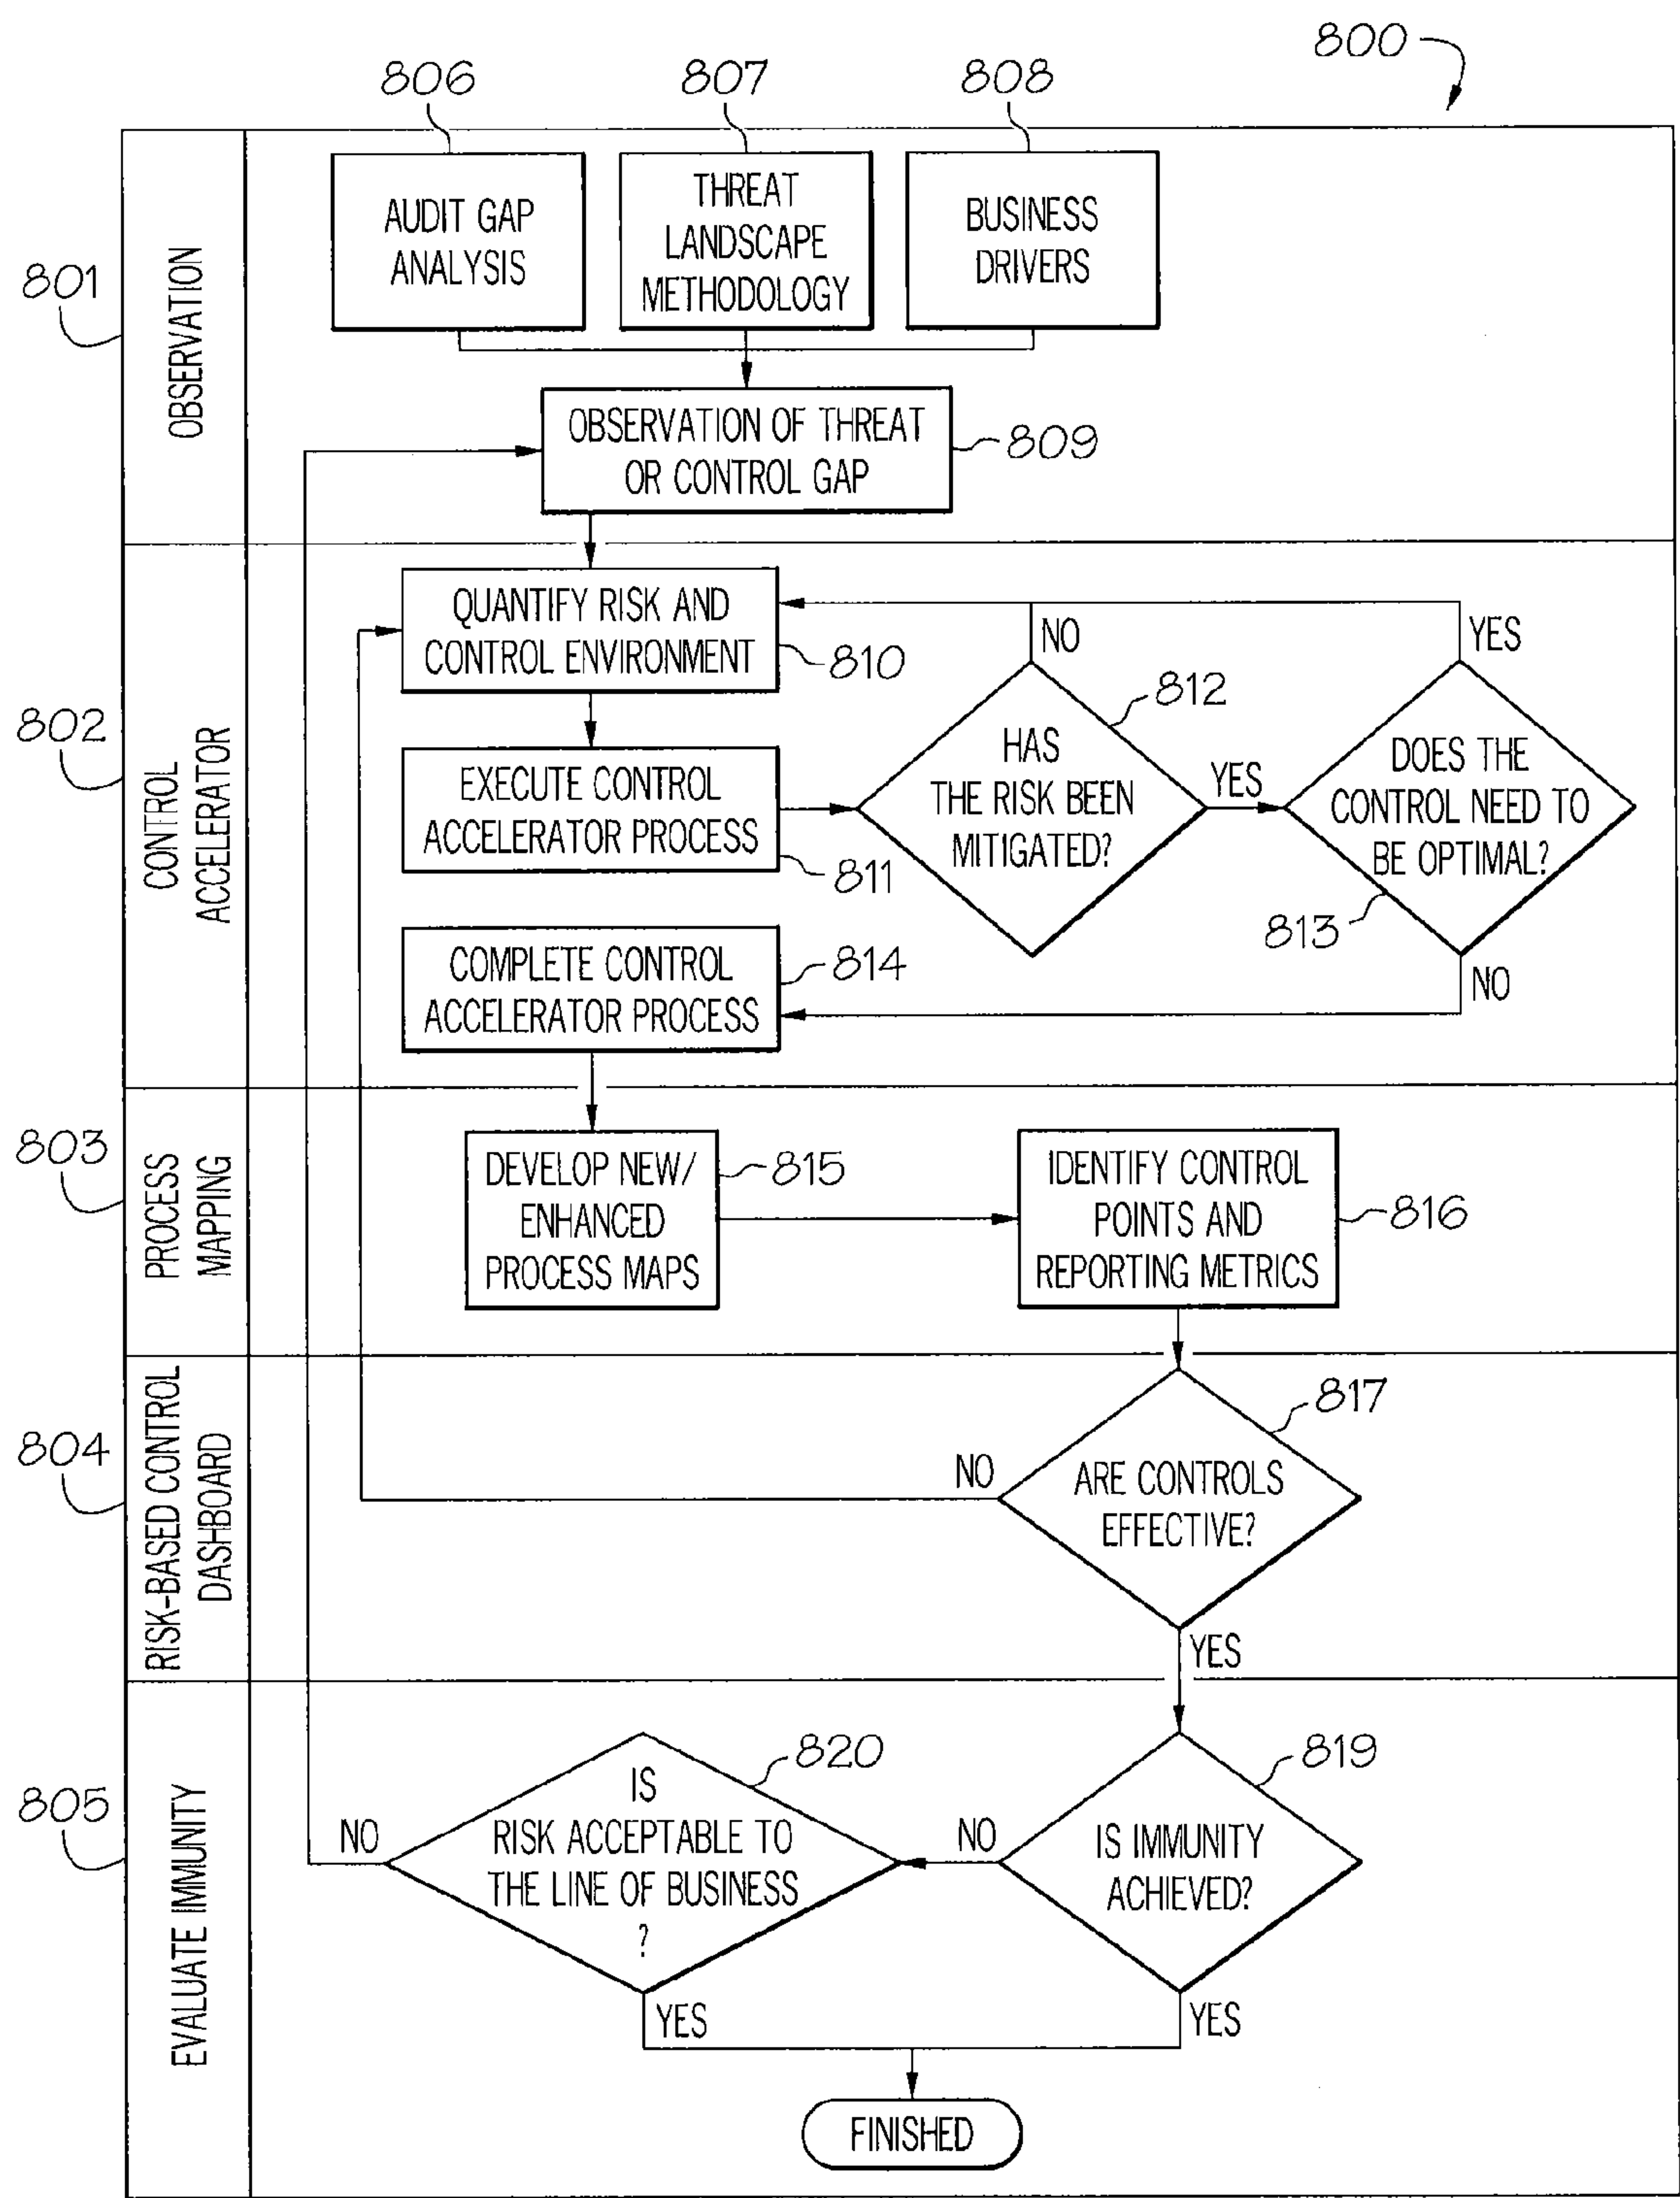 800
806
807
808
801
OBSERVATION
AUDIT GAP
ANALYSIS
THREAT
LANDSCAPE
METHODOLOGY
BUSINESS
DRIVERS
OBSERVATION OF THREAT
OR CONTROL GAP
809
802
CONTROL
ACCELERATOR
QUANTIFY RISK AND
CONTROL ENVIRONMENT
810
EXECUTE CONTROL
ACCELERATOR PROCESS
811
NO
812
HAS
THE RISK BEEN
MITIGATED?
YES
YES
DOES THE
CONTROL NEED TO
BE OPTIMAL?
813
NO
COMPLETE CONTROL
ACCELERATOR PROCESS
814
803
PROCESS
MAPPING
DEVELOP NEW/
ENHANCED
PROCESS MAPS
815
IDENTIFY CONTROL
POINTS AND
REPORTING METRICS
816
804
RISK-BASED CONTROL
DASHBOARD
817
NO
ARE CONTROLS
EFFECTIVE?
YES
805
EVALUATE IMMUNITY
820
NO
IS
RISK ACCEPTABLE TO
THE LINE OF BUSINESS
?
YES
819
NO
IS IMMUNITY
ACHIEVED?
YES
FINISHED